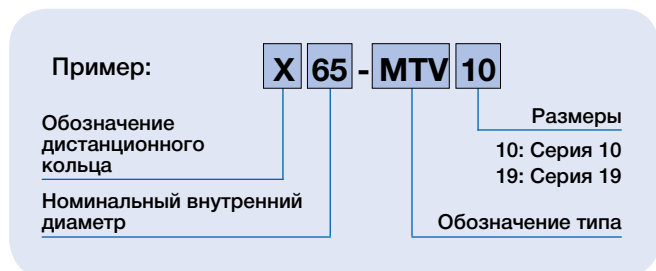 Пример: X 65 - MTV 10
Обозначение
дистанционного
кольца
Номинальный внутренний
диаметр
Размеры
10: Серия 10
19: Серия 19
Обозначение типа